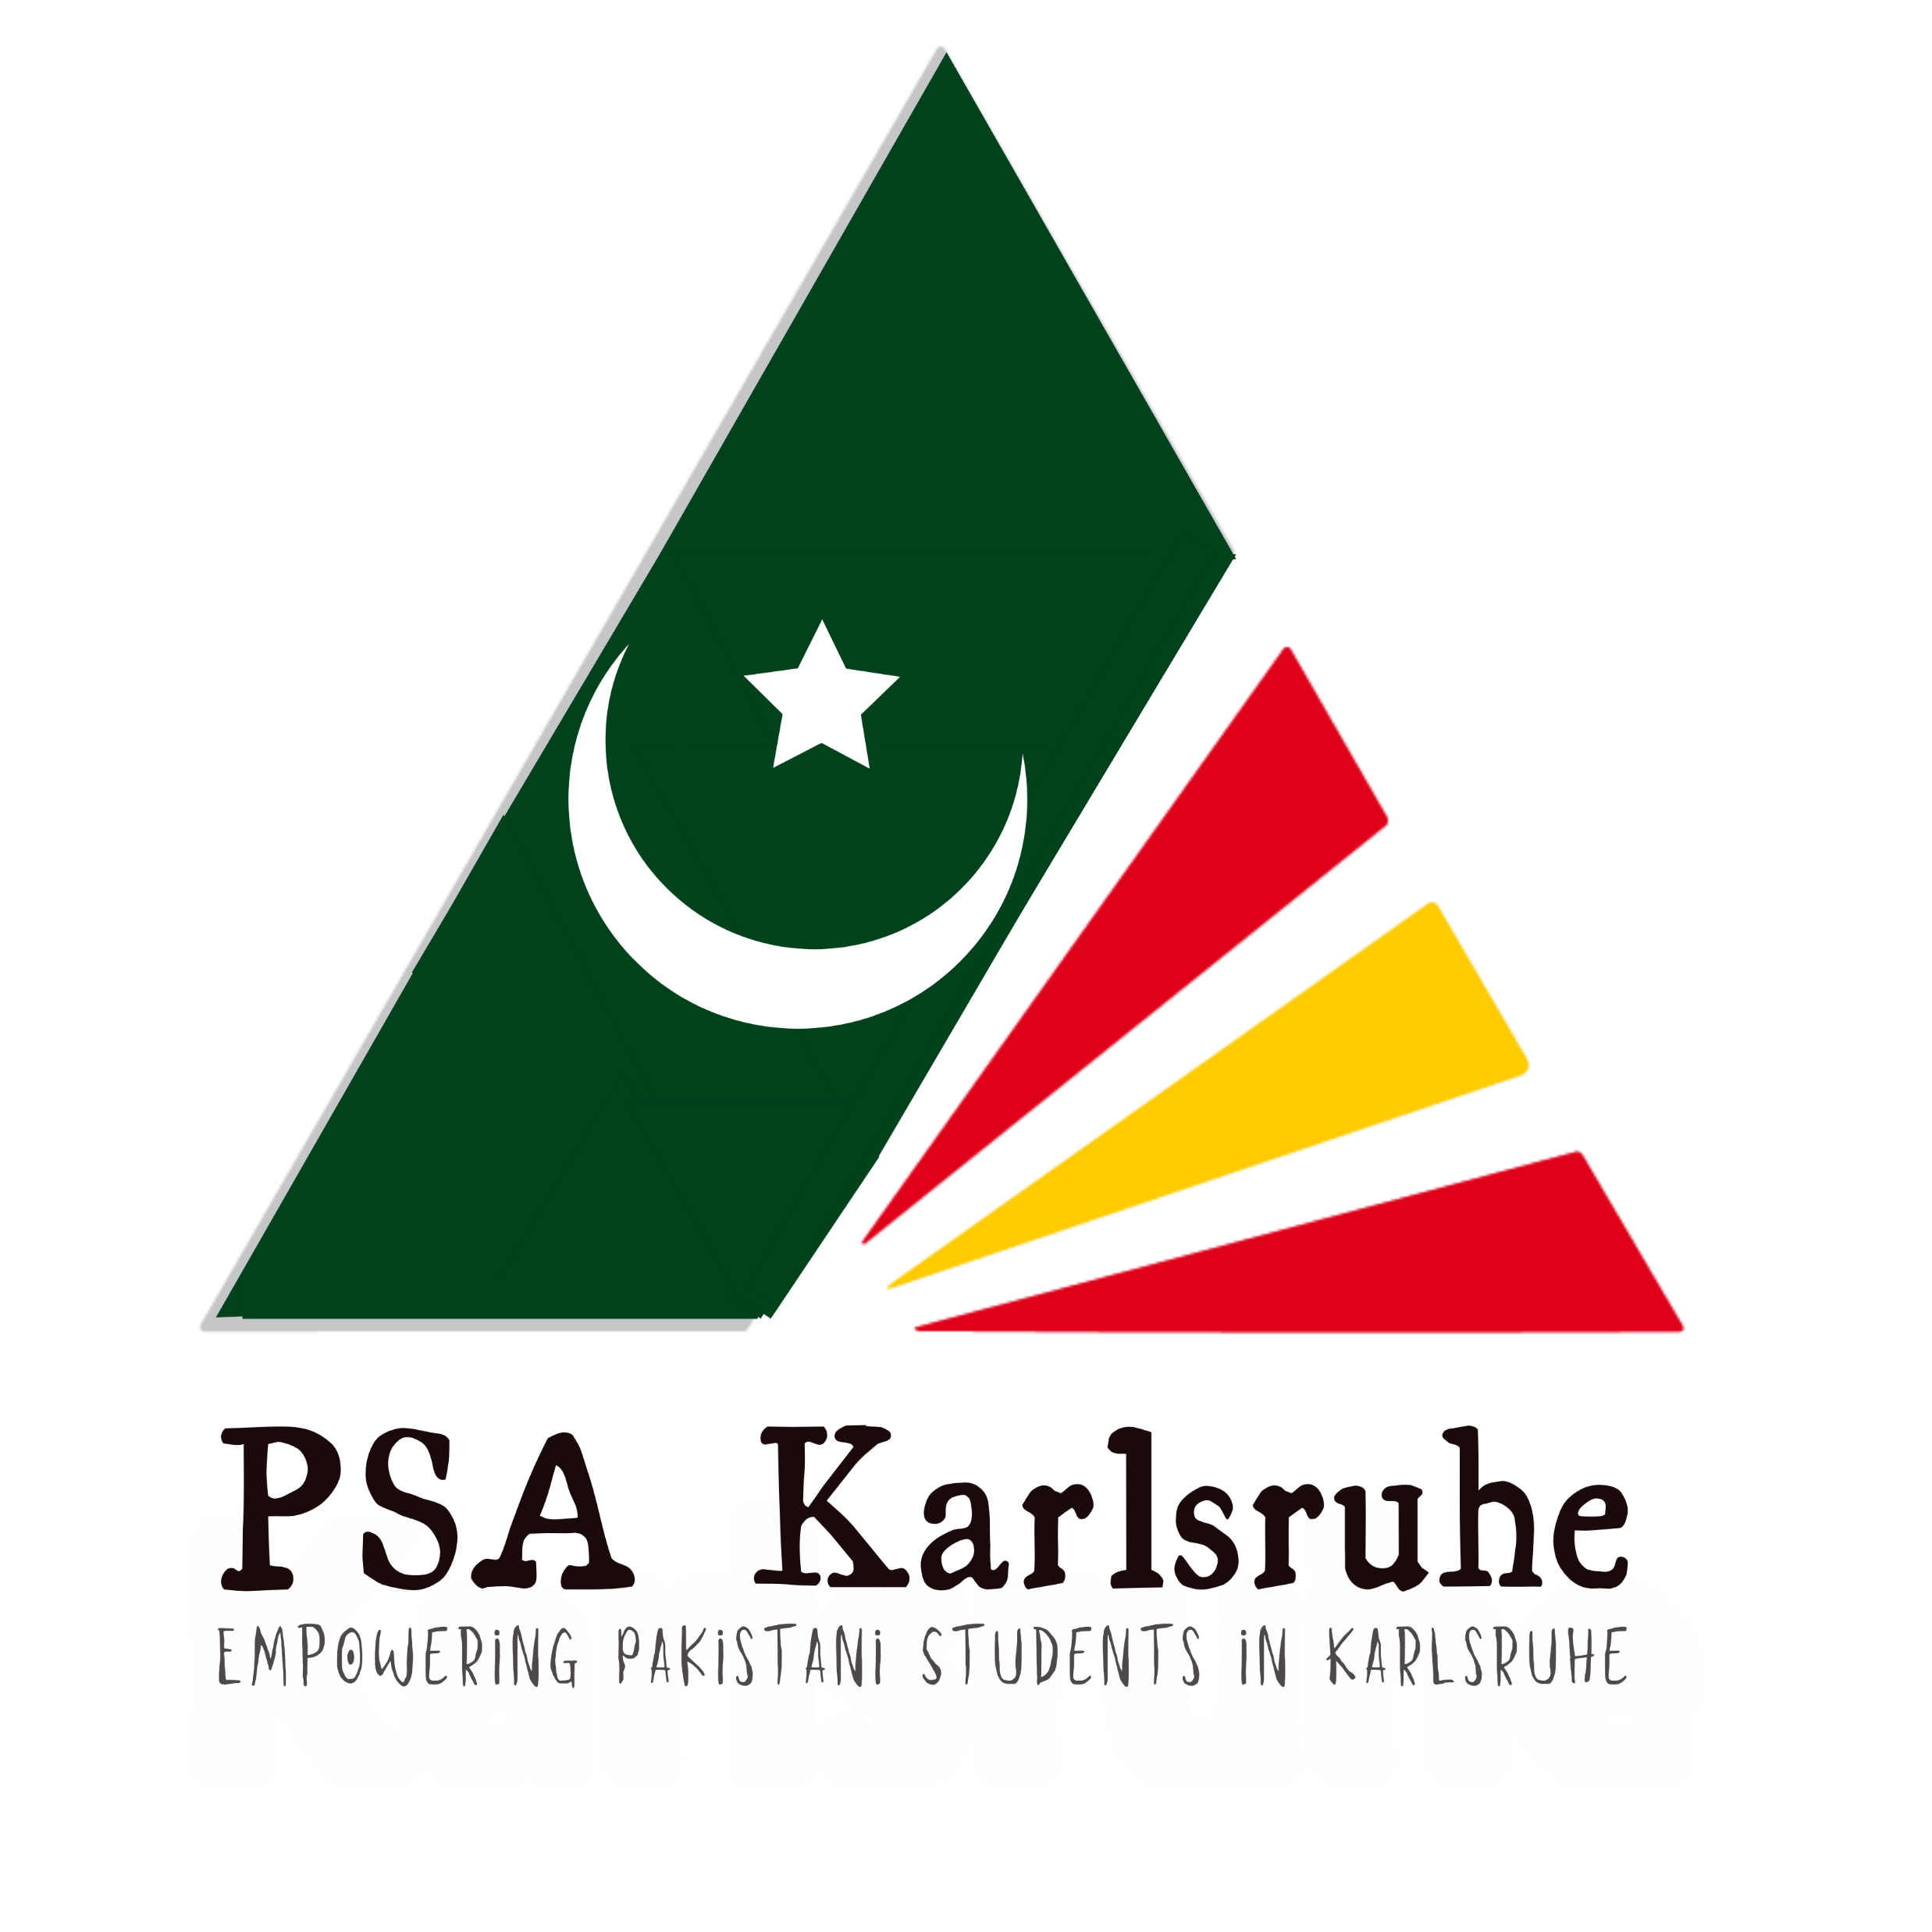 PSA Karlsruhe
EMPOWERING PAKISTANi STUDENTS iN KARLSRUHE